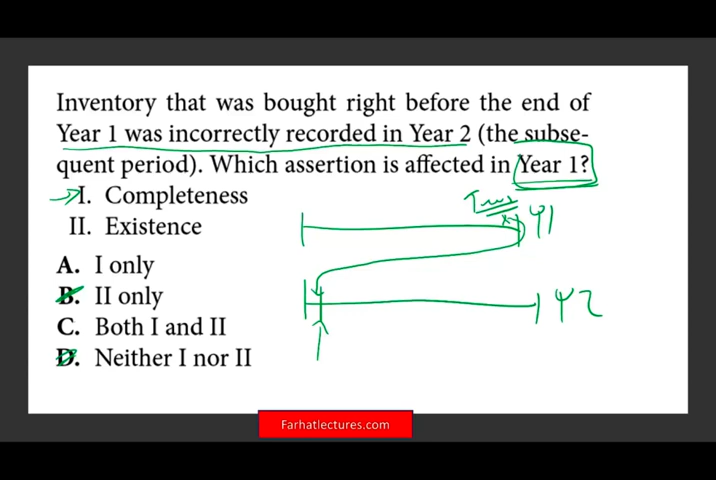 Inventory that was bought right before the end of
Year 1 was incorrectly recorded in Year 2 (the subse-
quent period). Which assertion is affected in Year 1?
I. Completeness
II. Existence
A. I only
B. II only
C. Both I and II
D. Neither I nor II
Y1
Y2
Farhatlectures.com